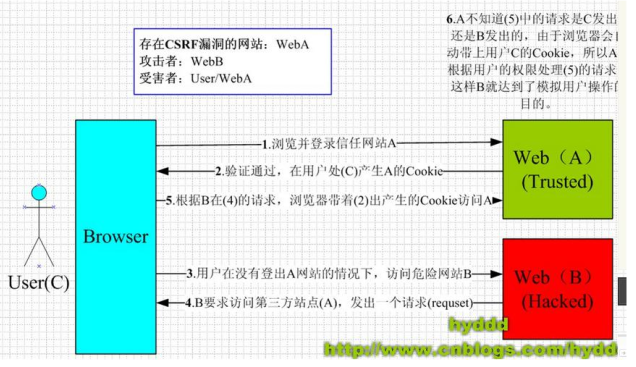 存在CSRF漏洞的网站：WebA
攻击者：WebB
受害者：User/WebA
6.A不知道(5)中的请求是C发出
还是B发出的，由于浏览器会
动带上用户C的Cookie，所以A
根据用户的权限处理(5)的请求
这样B就达到了模拟用户操作的
目的。
1.浏览并登录信任网站A
2.验证通过，在用户处(C)产生A的Cookie
5.根据B在(4)的请求，浏览器带着(2)出产生的Cookie访问A
Web（A）
(Trusted)
Browser
User(C)
3.用户在没有登出A网站的情况下，访问危险网站B
4.B要求访问第三方站点(A)，发出一个请求(requset)
Web（B）
(Hacked)
hyddd
http://www.cnblogs.com/hydd